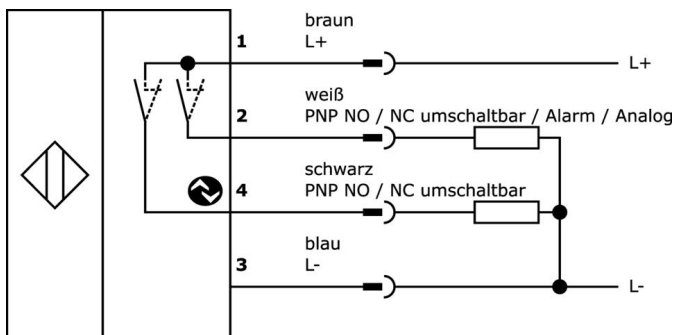 braun
1 L+
L+
weiß
2 PNP NO / NC umschaltbar / Alarm / Analog
schwarz
4 PNP NO / NC umschaltbar
blau
3 L-
L-